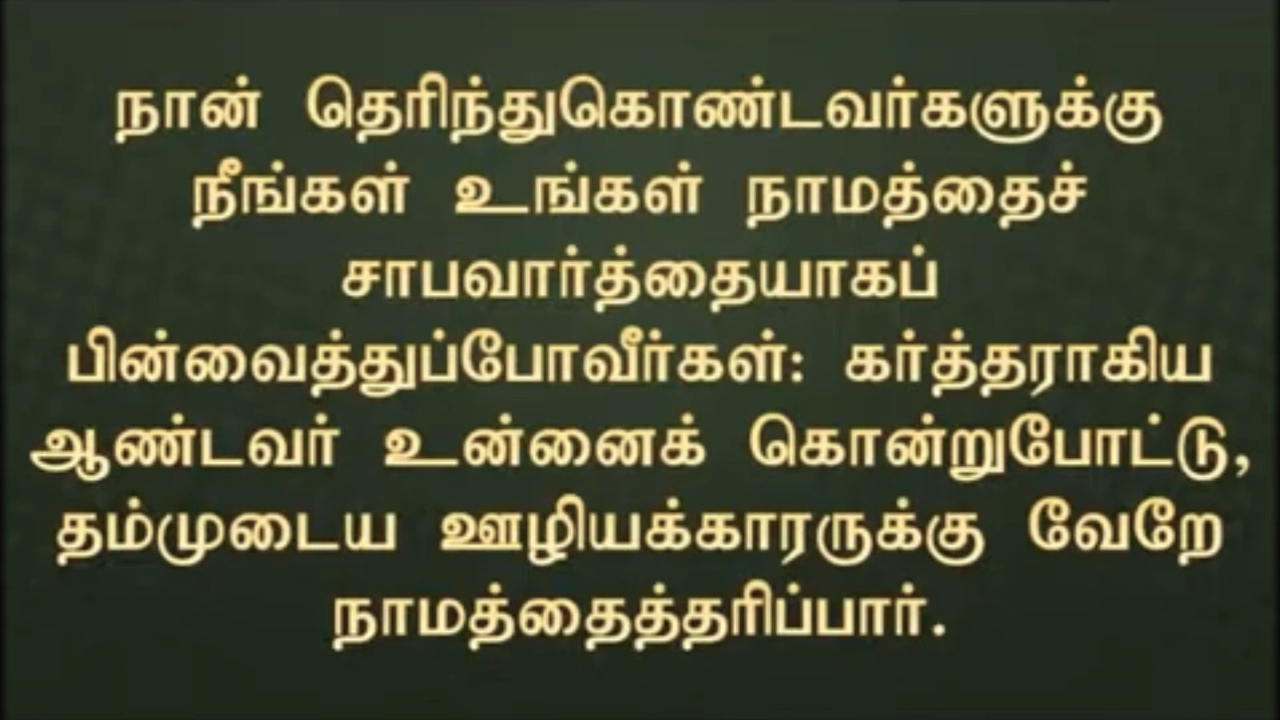 நான் தெரிந்துகொண்டவர்களுக்கு
நீங்கள் உங்கள் நாமத்தைச்
சாபவார்த்தையாகப்
பின்வைத்துப்போவீர்கள்: கர்த்தராகிய
ஆண்டவர் உன்னைக் கொன்றுபோட்டு,
தம்முடைய ஊழியக்காரருக்கு வேறே
நாமத்தைத்தரிப்பார்.